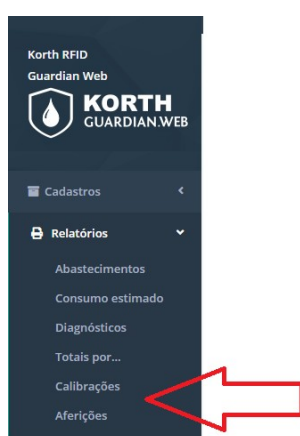 Korth RFID
Guardian Web
KORTH
GUARDIAN.WEB
Cadastros
Relatórios
Abastecimentos
Consumo estimado
Diagnósticos
Totais por...
Calibrações
Aferições